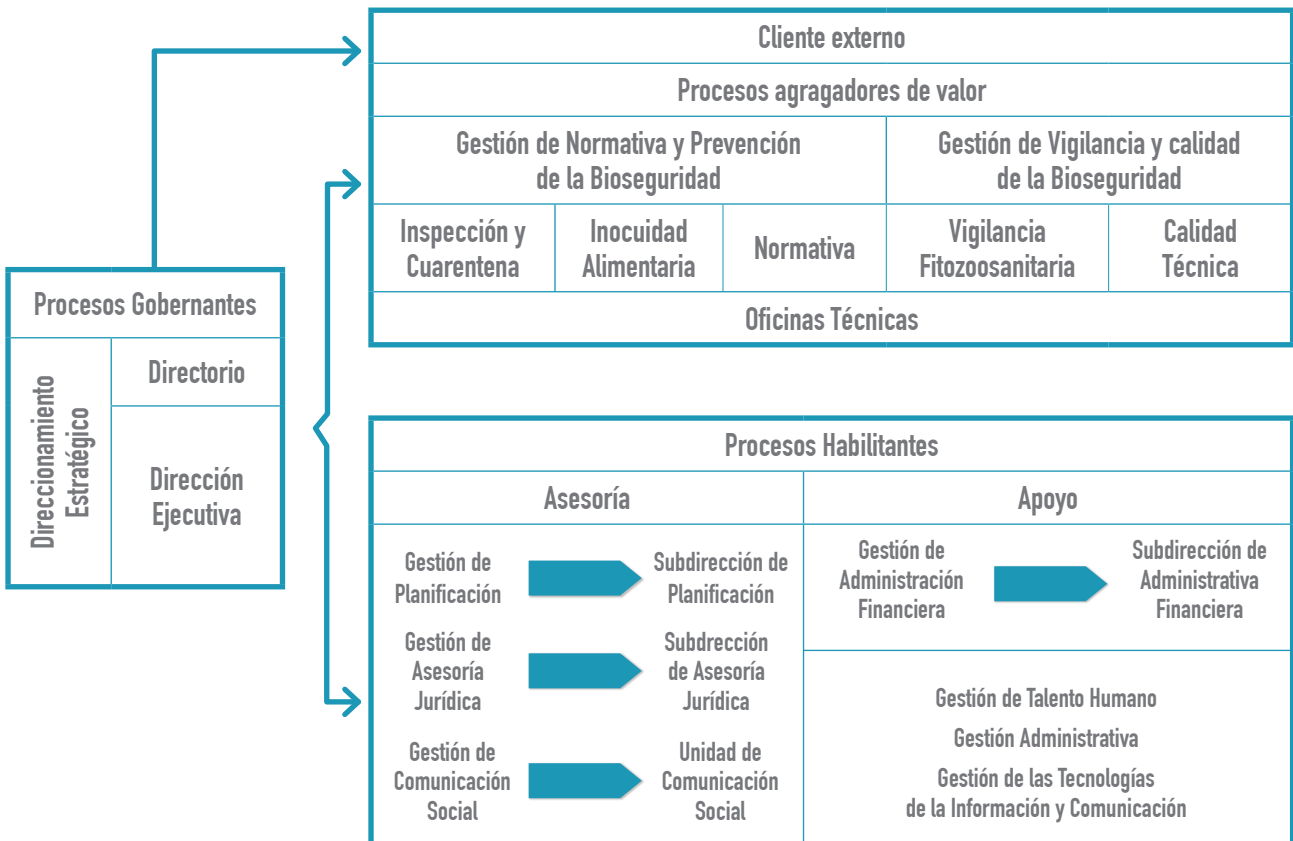 Cliente externo
Procesos agragadores de valor
Gestión de Normativa y Prevención
de la Bioseguridad
Gestión de Vigilancia y calidad
de la Bioseguridad
Inspección y
Cuarentena
Inocuidad
Alimentaria
Normativa
Vigilancia
Fitozoosanitaria
Calidad
Técnica
Oficinas Técnicas
Procesos Gobernantes
Direccionamiento
Estratégico
Directorio
Dirección
Ejecutiva
Procesos Habilitantes
Asesoría
Apoyo
Gestión de
Planificación
Subdirección de
Planificación
Gestión de
Asesoría
Jurídica
Subdrección
de Asesoría
Jurídica
Gestión de
Comunicación
Social
Unidad de
Comunicación
Social
Gestión de
Administración
Financiera
Subdirección de
Administrativa
Financiera
Gestión de Talento Humano
Gestión Administrativa
Gestión de las Tecnologías
de la Información y Comunicación